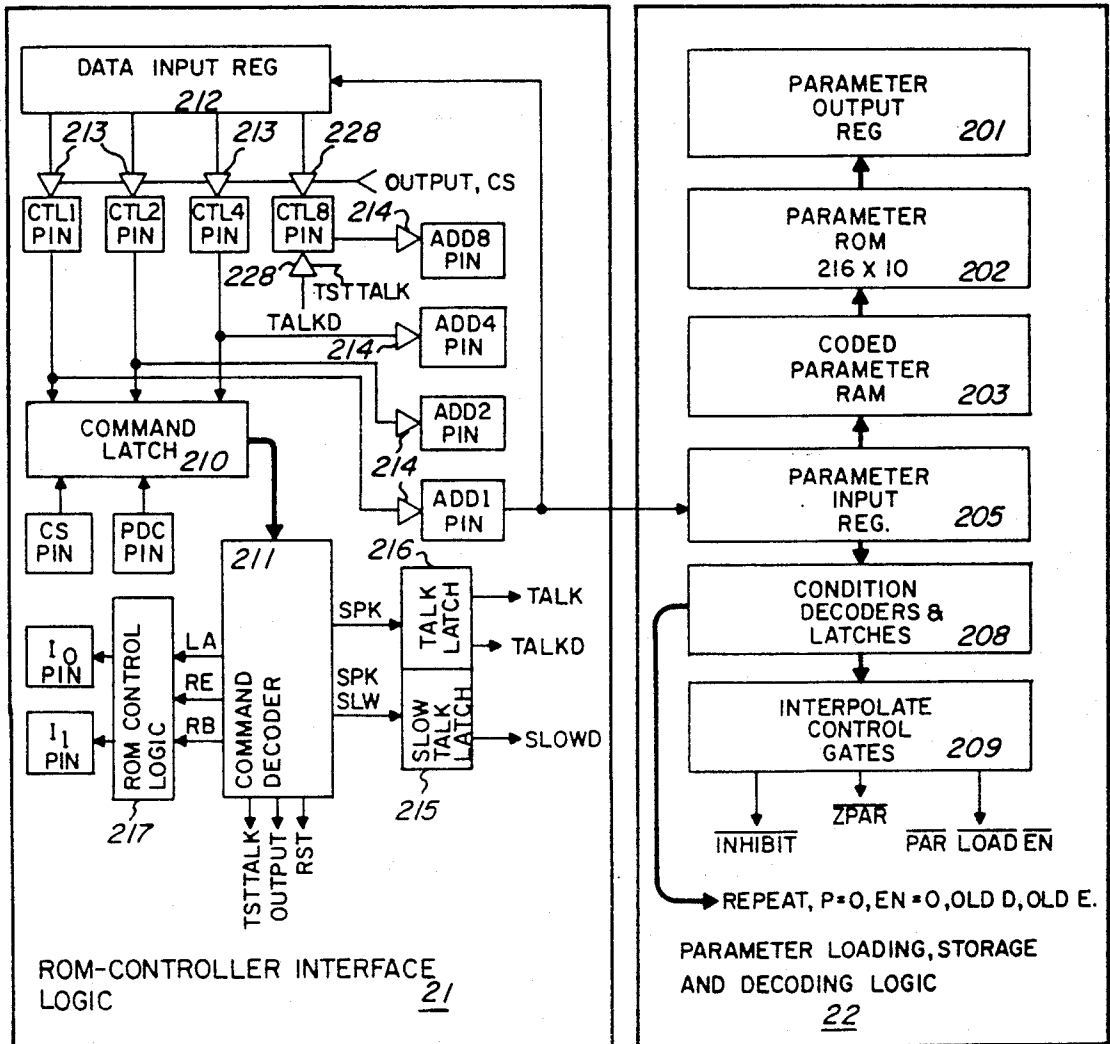 DATA INPUT REG
212
213
213
228
OUTPUT, CS
CTL1
PIN
CTL2
PIN
CTL4
PIN
CTL8
PIN
214
ADD8
PIN
228
TSTTALK
TALKD
214
ADD4
PIN
COMMAND
LATCH
210
214
ADD2
PIN
214
ADD1
PIN
CS
PIN
PDC
PIN
211
COMMAND
DECODER
216
SPK
TALK
LATCH
TALK
TALKD
SPK
SLW
SLOW
TALK
LATCH
SLOWD
215
I0
PIN
I1
PIN
ROM CONTROL
LOGIC
217
LA
RE
RB
TSTTALK
OUTPUT
RST
ROM-CONTROLLER INTERFACE
LOGIC
21
PARAMETER
OUTPUT
REG
201
PARAMETER
ROM
216 X 10
202
CODED
PARAMETER
RAM
203
PARAMETER
INPUT
REG.
205
CONDITION
DECODERS &
LATCHES
208
INTERPOLATE
CONTROL
GATES
209
INHIBIT
ZPAR
PAR LOAD EN
REPEAT, P=0, EN=0, OLD D, OLD E.
PARAMETER LOADING, STORAGE
AND DECODING LOGIC
22